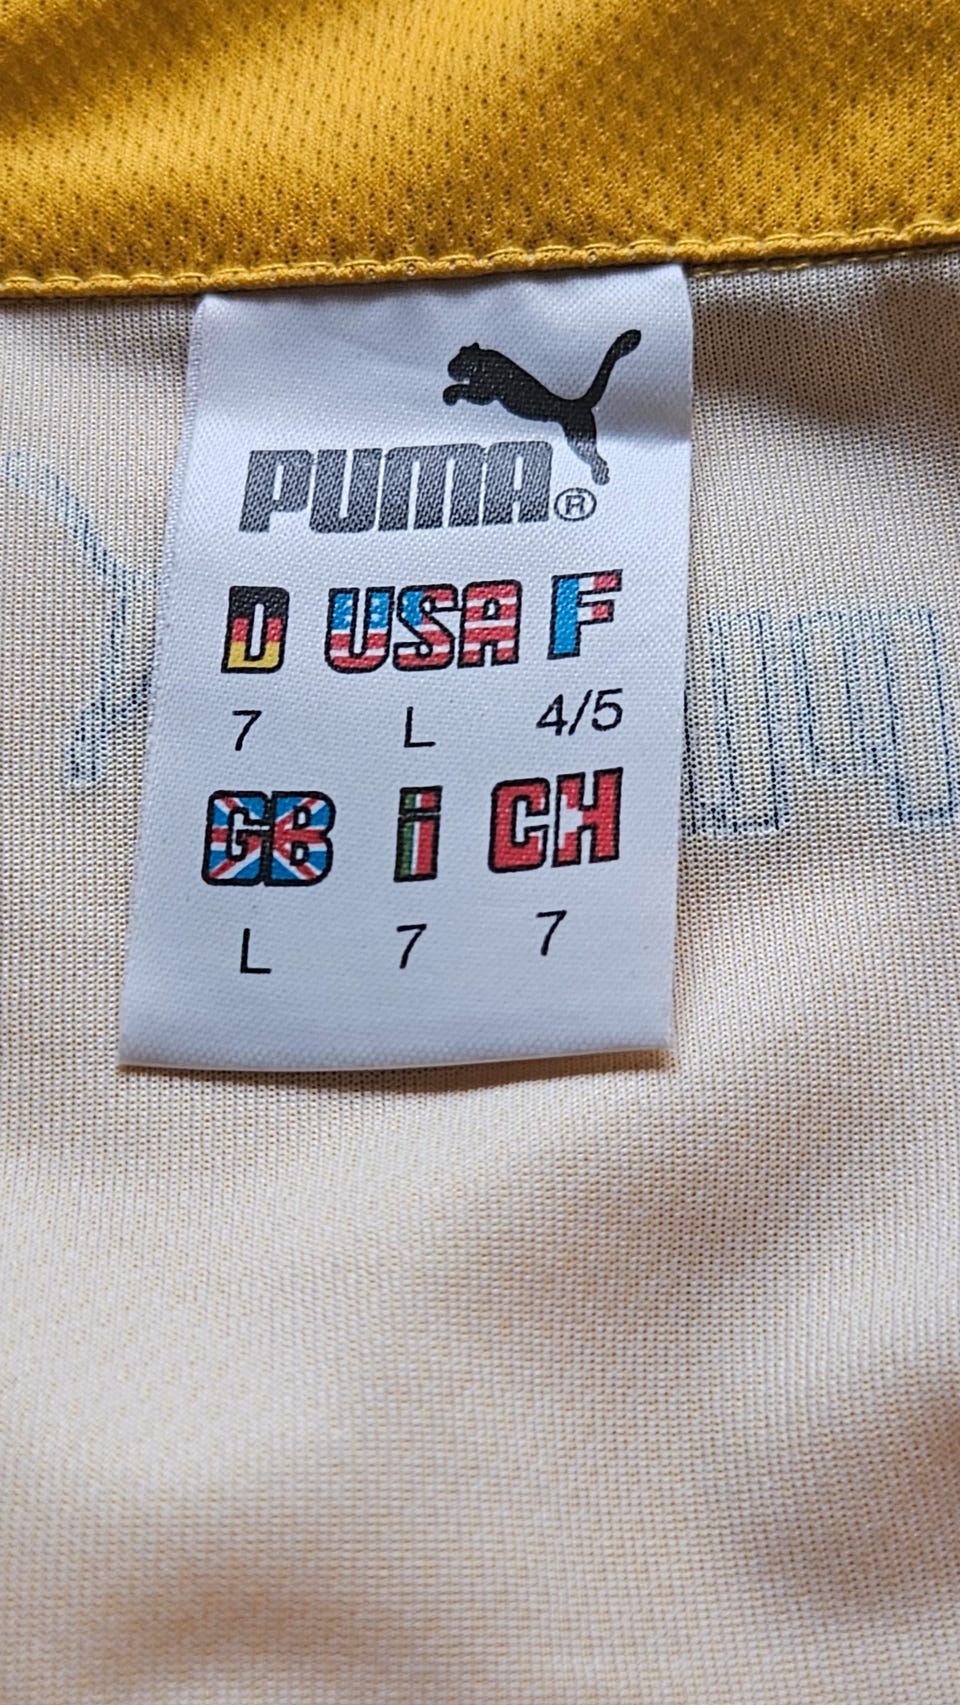 PUMA®
D USA F
7 L 4/5
GB i CH
L 7 7